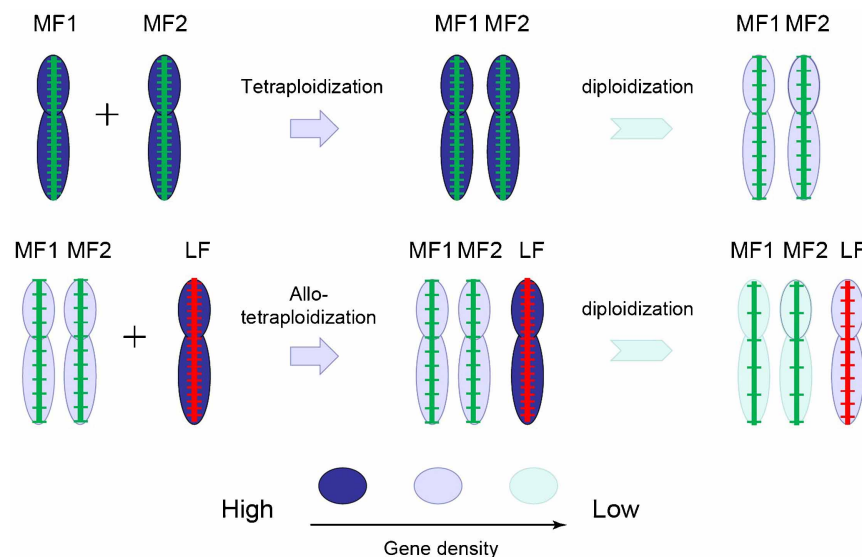 MF1 MF2 MF1 MF2 MF1 MF2
+ Tetraploidization diploidization
MF1 MF2 LF MF1 MF2 LF MF1 MF2 LF
+ Allo-
tetraploidization diploidization
High Low
Gene density